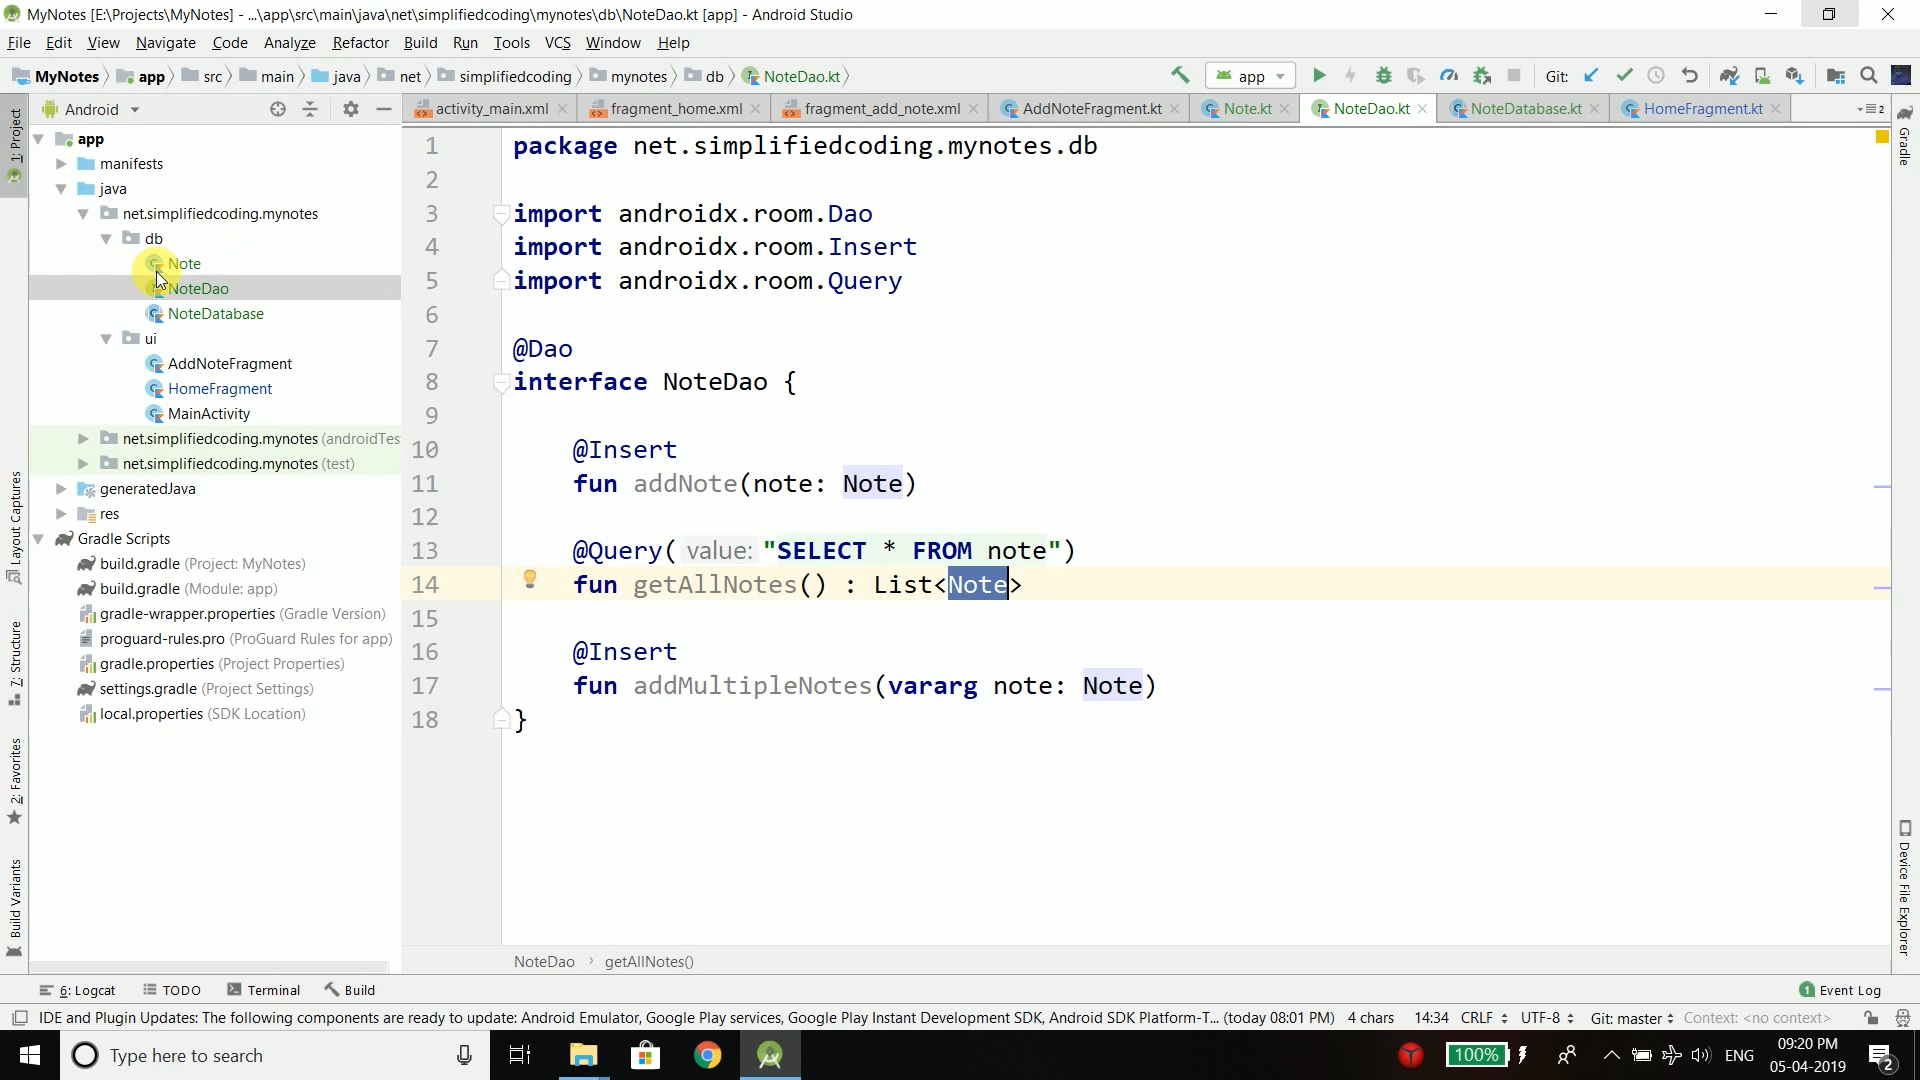 MyNotes [E:\Projects\MyNotes] - ...\app\src\main\java\net\simplifiedcoding\mynotes\db\NoteDao.kt [app] - Android Studio
File Edit View Navigate Code Analyze Refactor Build Run Tools VCS Window Help
MyNotes app src main java net simplifiedcoding mynotes db NoteDao.kt app Git:
Android
activity_main.xml fragment_home.xml fragment_add_note.xml AddNoteFragment.kt Note.kt NoteDao.kt NoteDatabase.kt HomeFragment.kt 2
1: Project
Layout Captures
7: Structure
2: Favorites
Build Variants
app
manifests
java
net.simplifiedcoding.mynotes
db
Note
NoteDao
NoteDatabase
ui
AddNoteFragment
HomeFragment
MainActivity
net.simplifiedcoding.mynotes (androidTes
net.simplifiedcoding.mynotes (test)
generatedJava
res
Gradle Scripts
build.gradle (Project: MyNotes)
build.gradle (Module: app)
gradle-wrapper.properties (Gradle Version)
proguard-rules.pro (ProGuard Rules for app)
gradle.properties (Project Properties)
settings.gradle (Project Settings)
local.properties (SDK Location)
1 package net.simplifiedcoding.mynotes.db
2
3 import androidx.room.Dao
4 import androidx.room.Insert
5 import androidx.room.Query
6
7 @Dao
8 interface NoteDao {
9
10 @Insert
11 fun addNote(note: Note)
12
13 @Query( value: "SELECT * FROM note")
14 fun getAllNotes() : List<Note>
15
16 @Insert
17 fun addMultipleNotes(vararg note: Note)
18 }
Gradle
Device File Explorer
NoteDao › getAllNotes()
6: Logcat TODO Terminal Build 1 Event Log
IDE and Plugin Updates: The following components are ready to update: Android Emulator, Google Play services, Google Play Instant Development SDK, Android SDK Platform-T... (today 08:01 PM) 4 chars 14:34 CRLF UTF-8 Git: master Context: <no context>
Type here to search 100% ENG 09:20 PM
05-04-2019 2